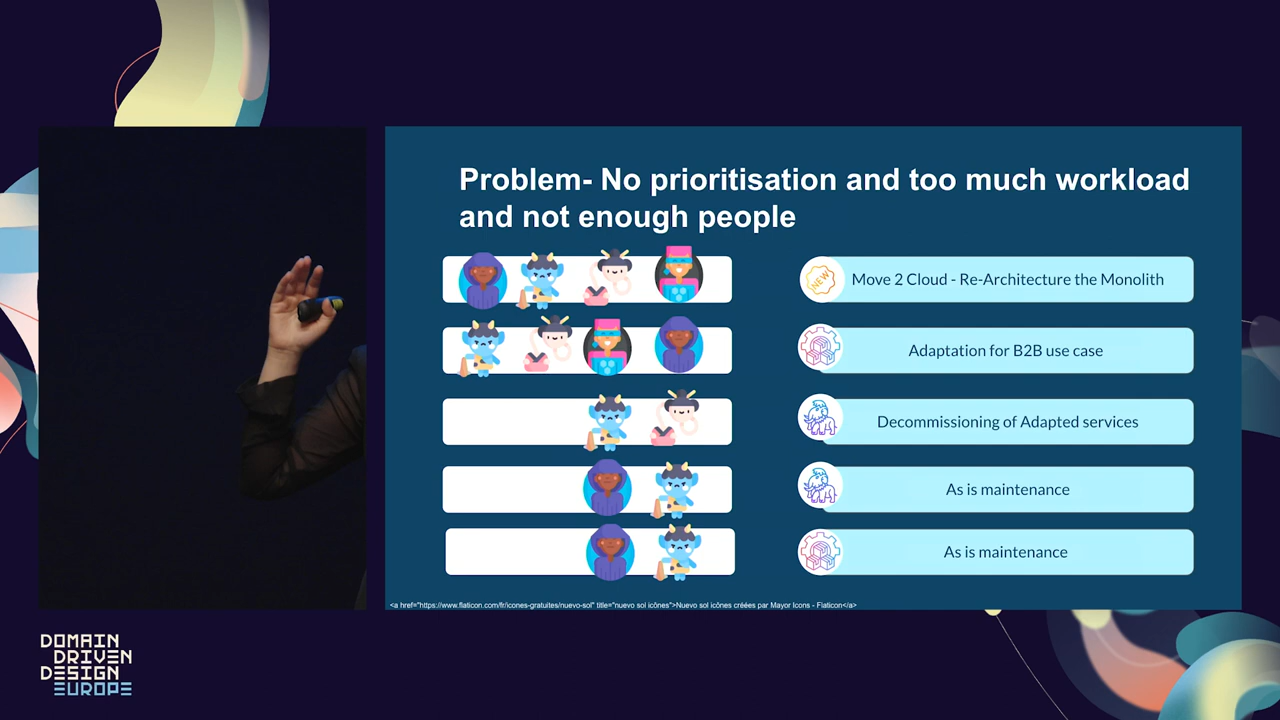 Problem- No prioritisation and too much workload
and not enough people
NEW
Move 2 Cloud - Re-Architecture the Monolith
Adaptation for B2B use case
Decommissioning of Adapted services
As is maintenance
As is maintenance
<a href="https://www.flaticon.com/fr/icones-gratuites/nuevo-sol" title="nuevo sol icônes">Nuevo sol icônes créées par Mayor Icons - Flaticon</a>
DOMAIN
DRIVEN
DESIGN
EUROPE